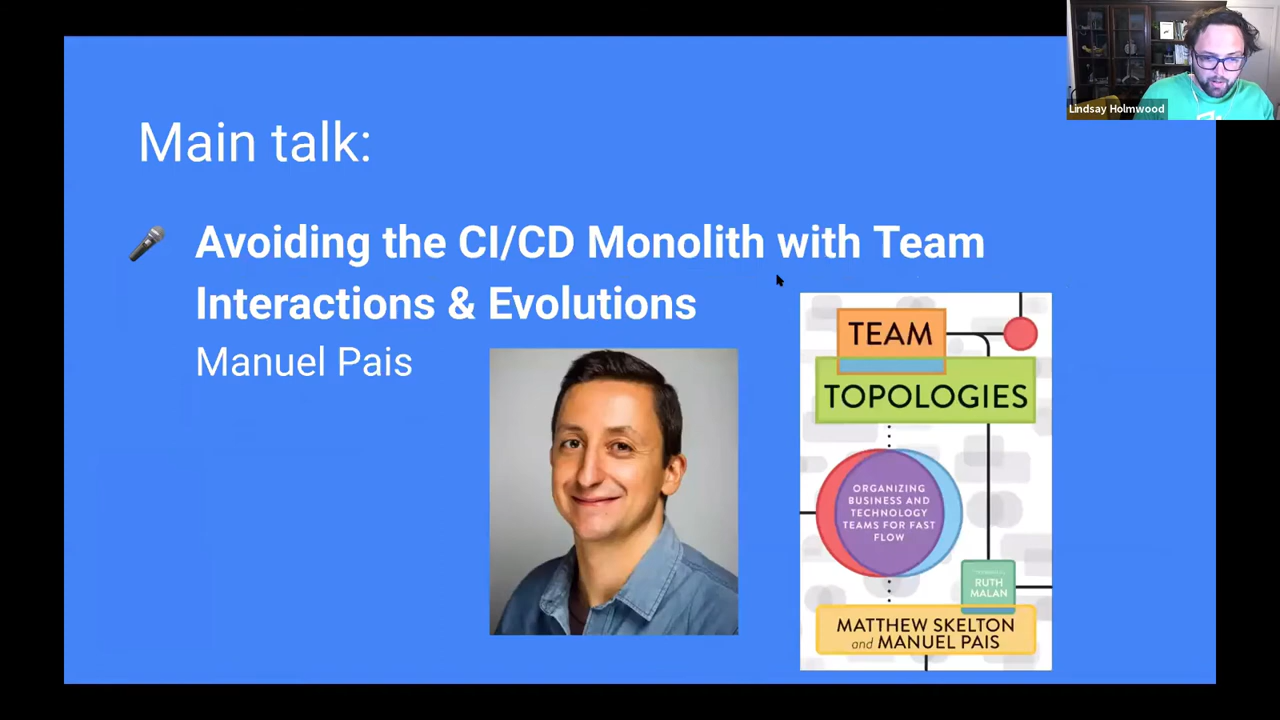 Lindsay Holmwood
Main talk:
Avoiding the CI/CD Monolith with Team
Interactions & Evolutions
Manuel Pais
TEAM
TOPOLOGIES
ORGANIZING
BUSINESS AND
TECHNOLOGY
TEAMS FOR FAST
FLOW
RUTH
MALAN
MATTHEW SKELTON
and MANUEL PAIS